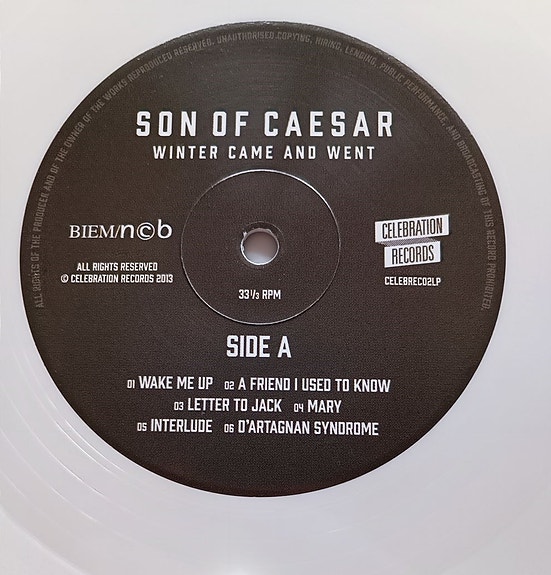 ALL RIGHTS OF THE PRODUCER AND OF THE OWNER OF THE WORKS REPRODUCED RESERVED. UNAUTHORISED COPYING, HIRING, LENDING, PUBLIC PERFORMANCE, AND BROADCASTING OF THIS RECORD PROHIBITED.
SON OF CAESAR
WINTER CAME AND WENT
BIEM/n©b
CELEBRATION
RECORDS
ALL RIGHTS RESERVED
© CELEBRATION RECORDS 2013
CELEBREC02LP
33⅓ RPM
SIDE A
01 WAKE ME UP 02 A FRIEND I USED TO KNOW
03 LETTER TO JACK 04 MARY
05 INTERLUDE 06 D'ARTAGNAN SYNDROME